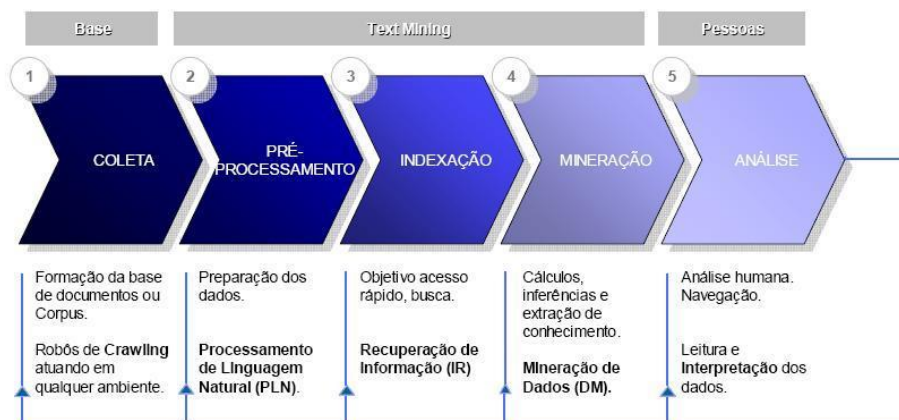 Base
Text Mining
Pessoas
1
2
3
4
5
COLETA
PRÉ-
PROCESSAMENTO
INDEXAÇÃO
MINERAÇÃO
ANÁLISE
Formação da base
de documentos ou
Corpus.
Robôs de Crawling
atuando em
qualquer ambiente.
Preparação dos
dados.
Processamento
de Linguagem
Natural (PLN).
Objetivo acesso
rápido, busca.
Recuperação de
Informação (IR)
Cálculos,
inferências e
extração de
conhecimento.
Mineração de
Dados (DM).
Análise humana.
Navegação.
Leitura e
Interpretação dos
dados.